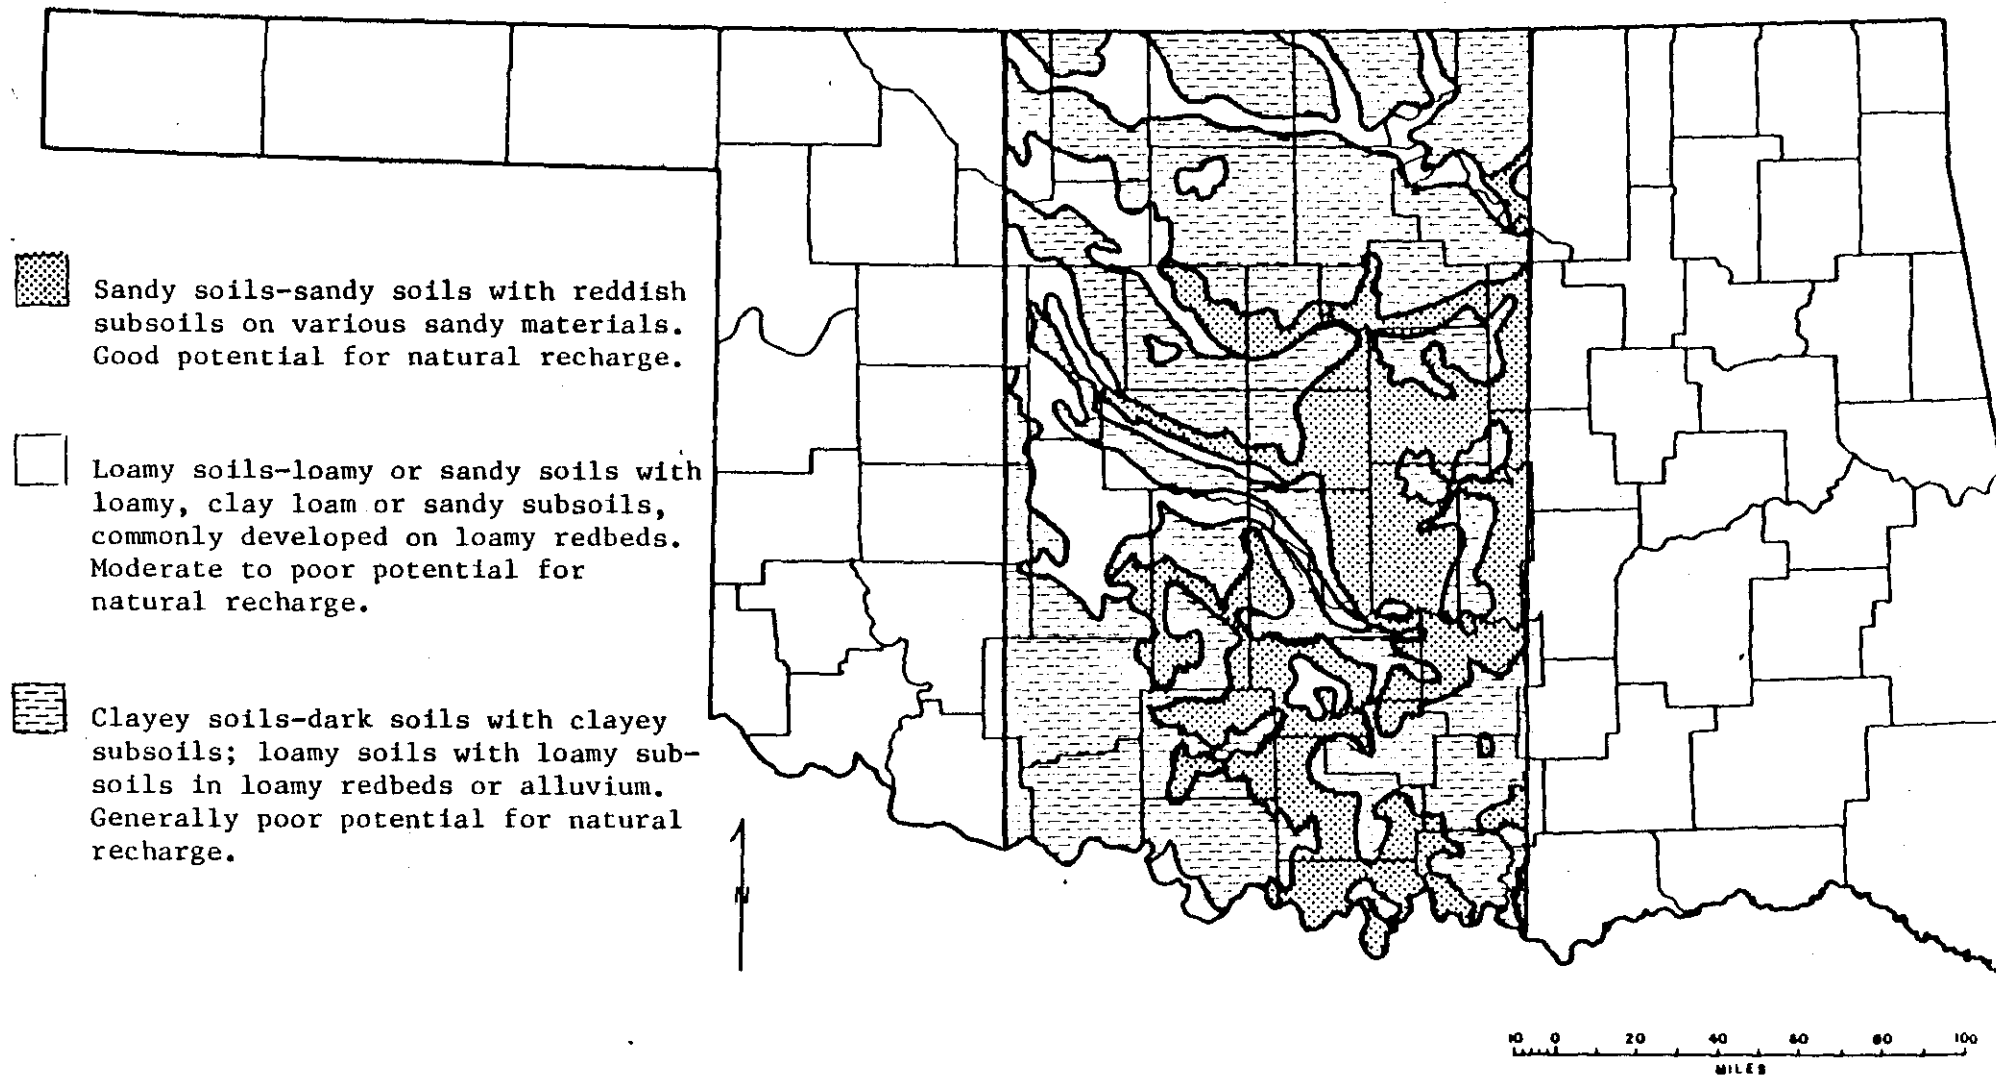 Sandy soils-sandy soils with reddish
subsoils on various sandy materials.
Good potential for natural recharge.
Loamy soils-loamy or sandy soils with
loamy, clay loam or sandy subsoils,
commonly developed on loamy redbeds.
Moderate to poor potential for
natural recharge.
Clayey soils-dark soils with clayey
subsoils; loamy soils with loamy sub-
soils in loamy redbeds or alluvium.
Generally poor potential for natural
recharge.
N
10 0 20 40 60 80 100
MILES